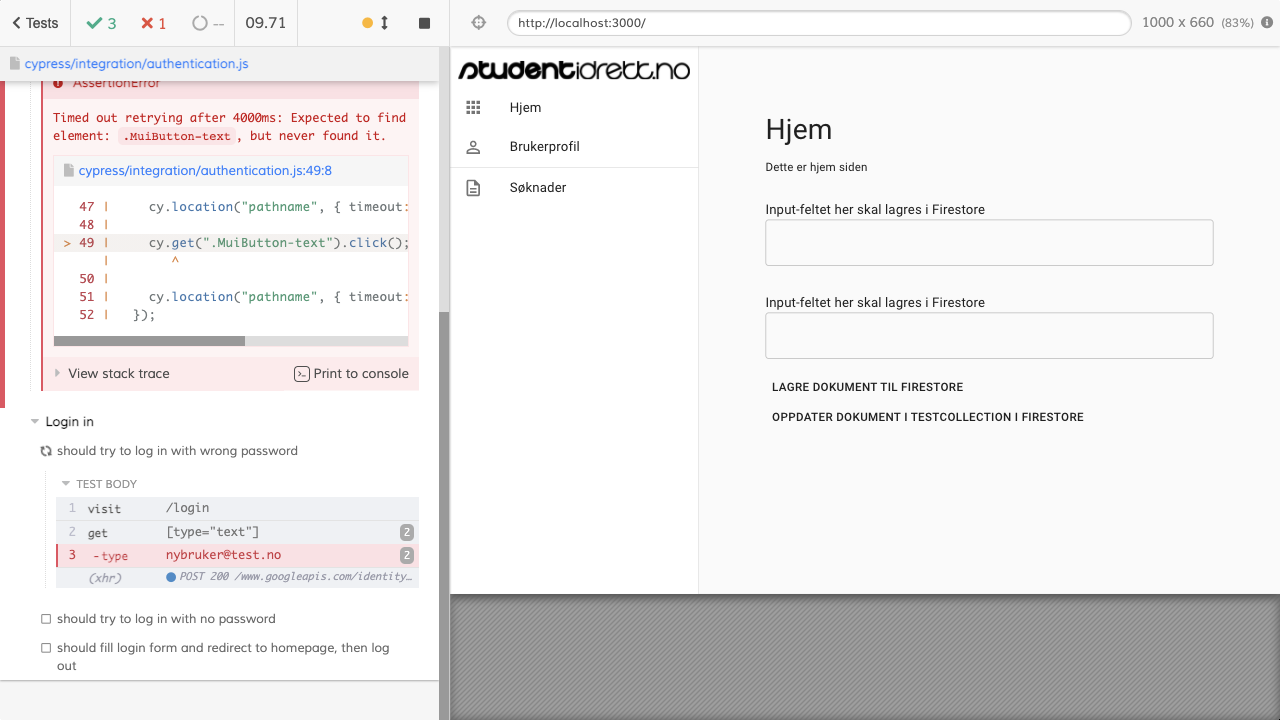 Tests
3
1
--
09.71
http://localhost:3000/
1000 x 660 (83%)
cypress/integration/authentication.js
AssertionError
Timed out retrying after 4000ms: Expected to find
element: .MuiButton-text, but never found it.
cypress/integration/authentication.js:49:8
47 | cy.location("pathname", { timeout:
48 |
> 49 | cy.get(".MuiButton-text").click();
| ^
50 |
51 | cy.location("pathname", { timeout:
52 | });
View stack trace
Print to console
Login in
should try to log in with wrong password
TEST BODY
1 visit /login
2 get [type="text"] 2
3 -type nybruker@test.no 2
(xhr) POST 200 /www.googleapis.com/identity…
should try to log in with no password
should fill login form and redirect to homepage, then log
out
studentidrett.no
Hjem
Brukerprofil
Søknader
Hjem
Dette er hjem siden
Input-feltet her skal lagres i Firestore
Input-feltet her skal lagres i Firestore
LAGRE DOKUMENT TIL FIRESTORE
OPPDATER DOKUMENT I TESTCOLLECTION I FIRESTORE